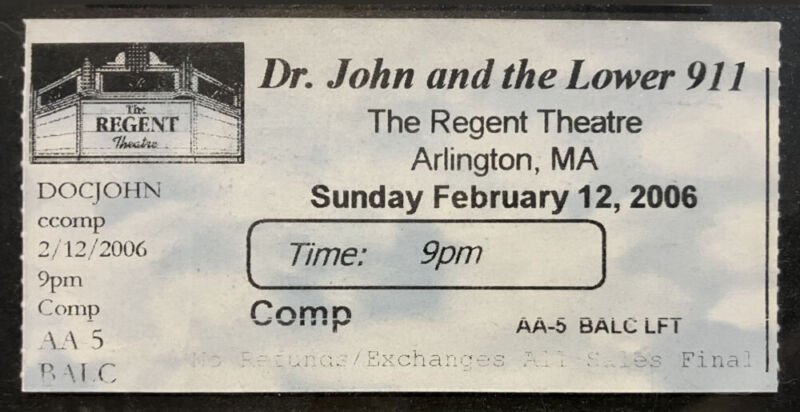 The
REGENT
Theatre
DOCJOHN
ccomp
2/12/2006
9pm
Comp
AA 5
BALC
Dr. John and the Lower 911
The Regent Theatre
Arlington, MA
Sunday February 12, 2006
Time: 9pm
Comp
AA-5 BALC LFT
No Refunds/Exchanges All Sales Final